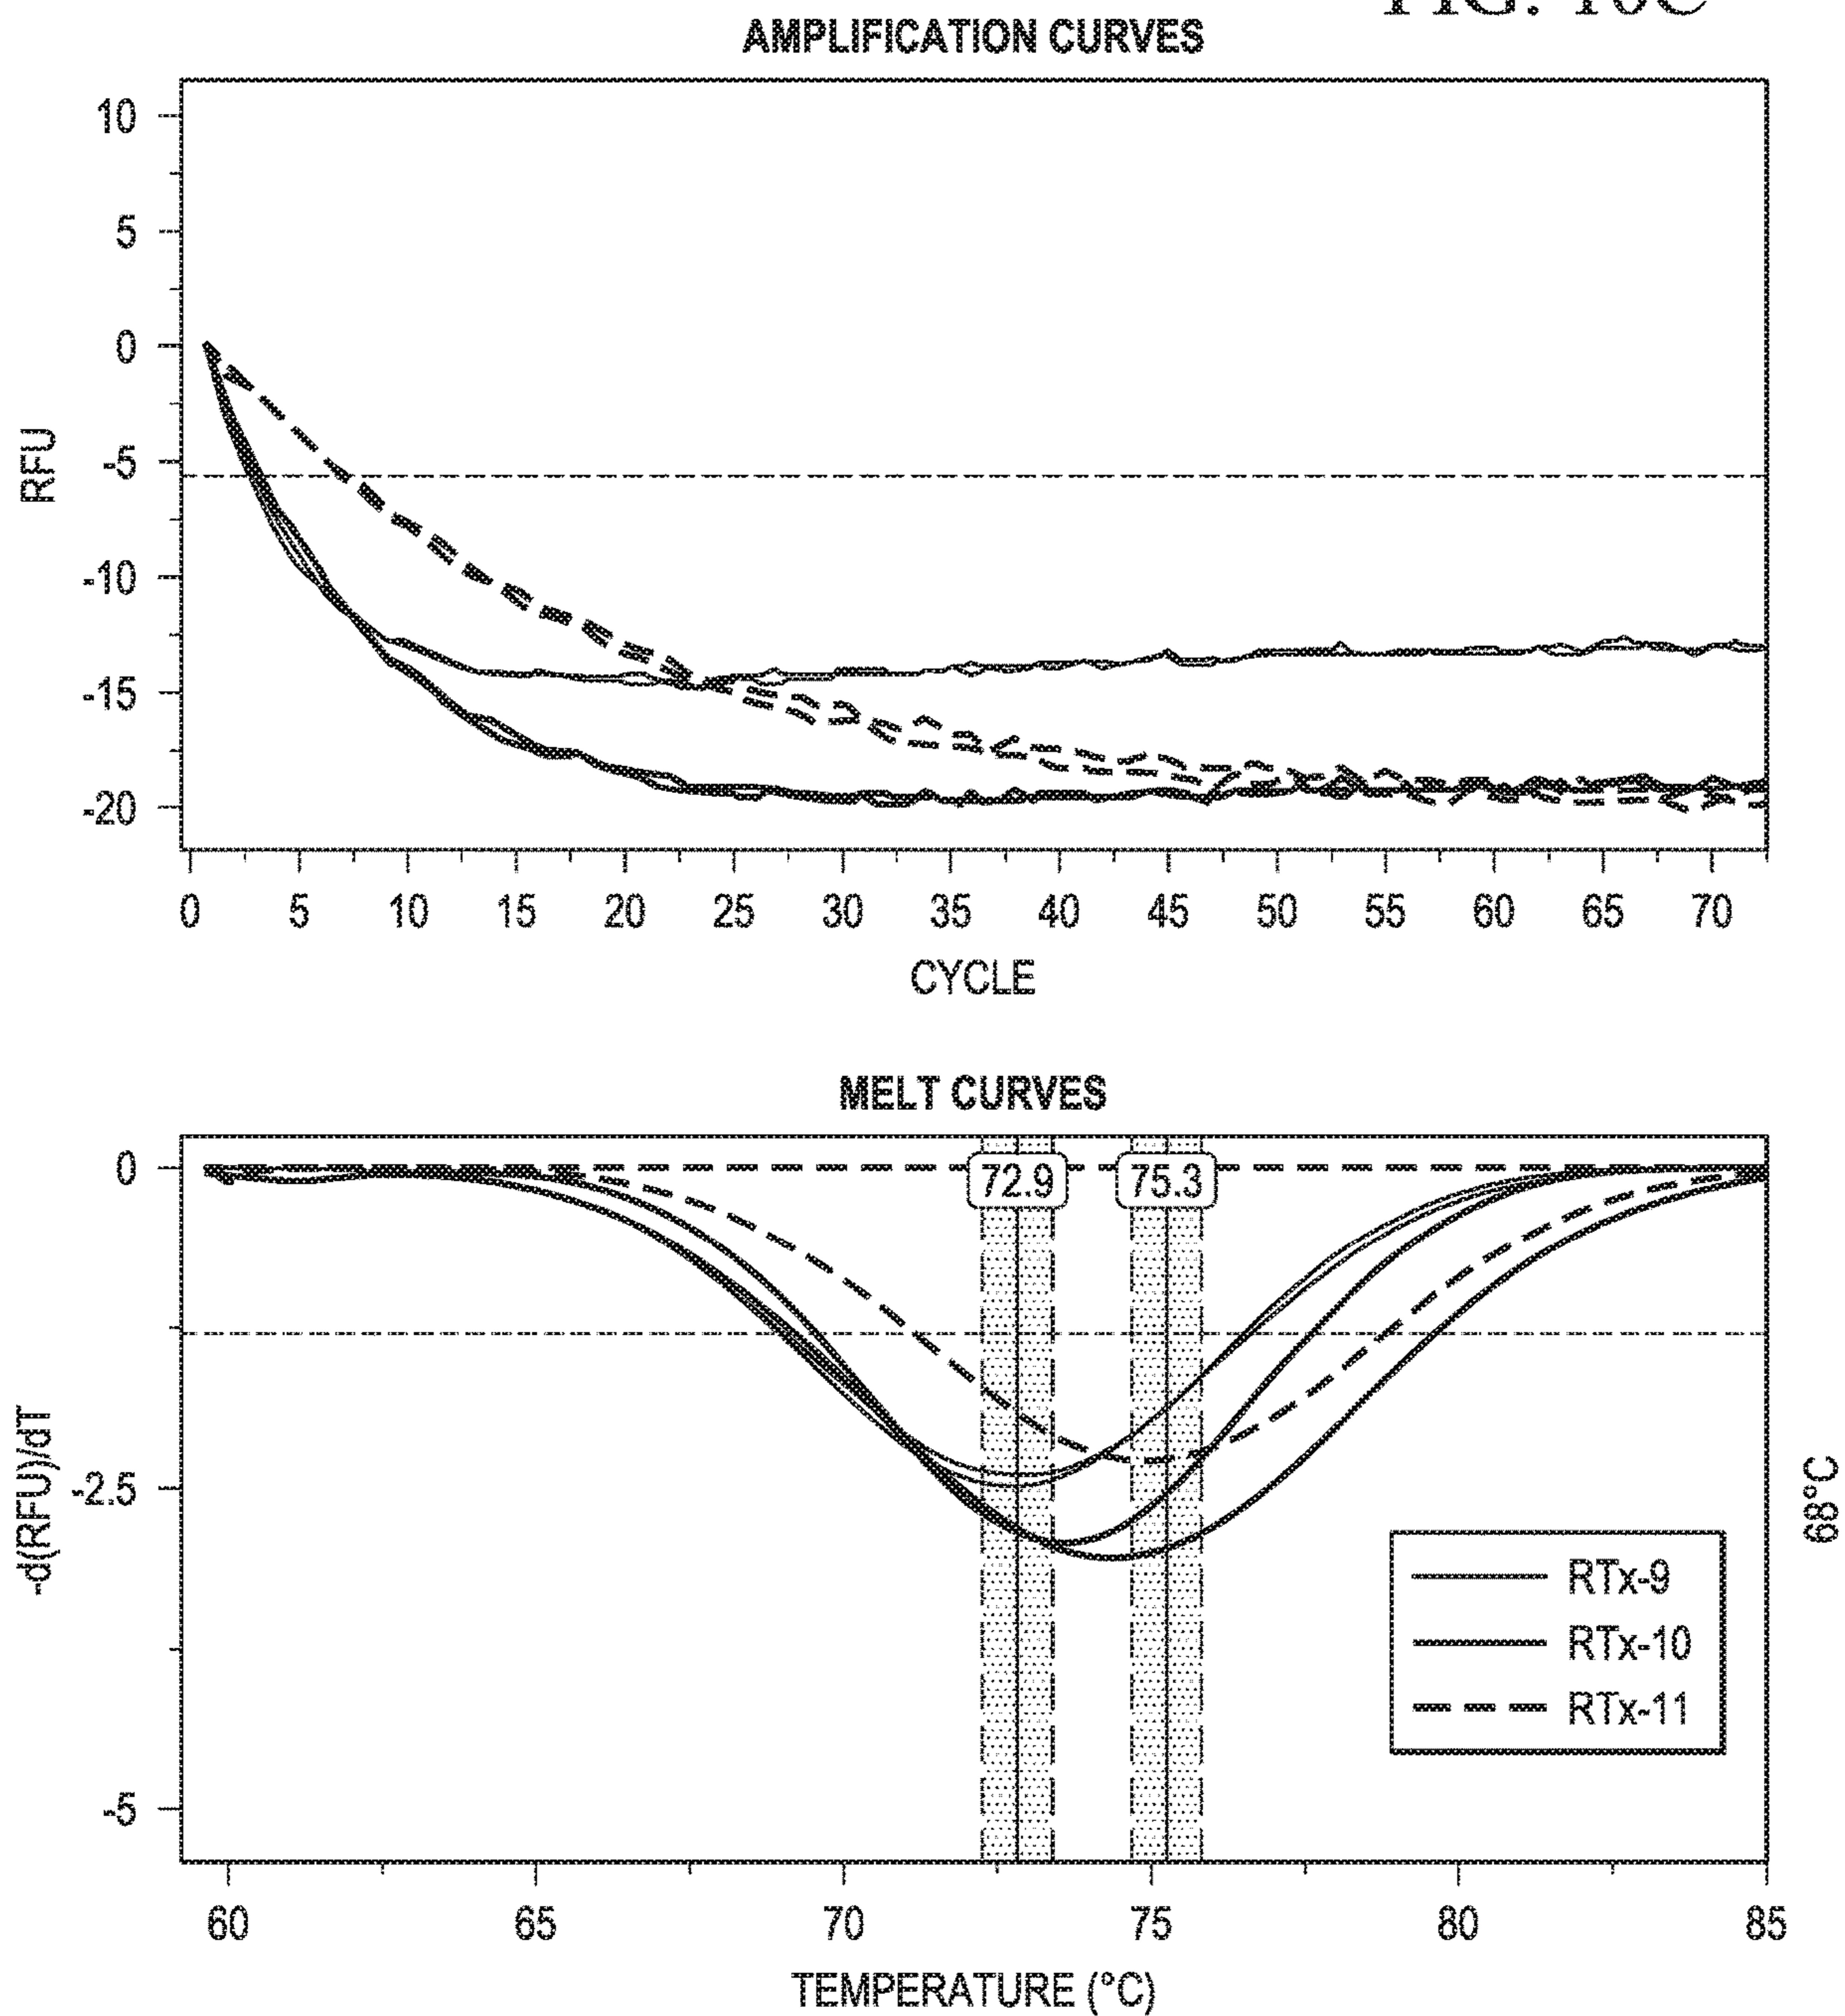 FIG. 10C
AMPLIFICATION CURVES
10
5
0
-5
-10
-15
-20
RFU
0 5 10 15 20 25 30 35 40 45 50 55 60 65 70
CYCLE
MELT CURVES
0
-2.5
-5
-d(RFU)/dT
72.9 75.3
68°C
RTx-9
RTx-10
RTx-11
60 65 70 75 80 85
TEMPERATURE (°C)